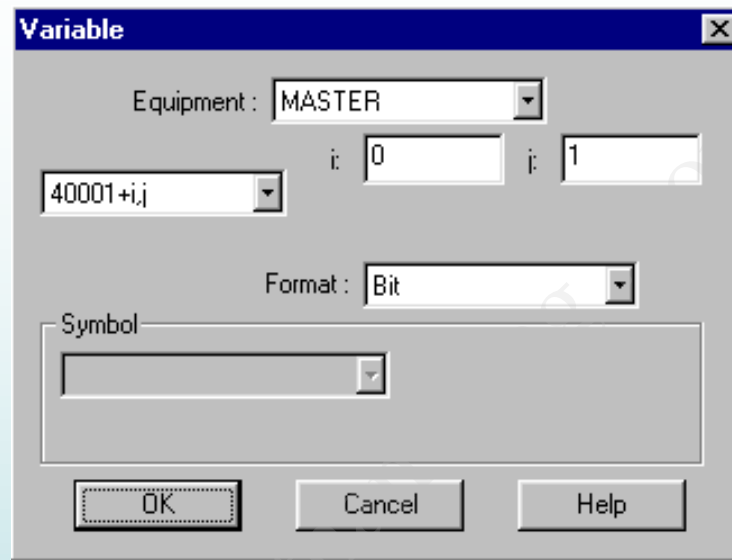 Variable
Equipment : MASTER
i: 0 j: 1
40001+i,j
Format : Bit
Symbol
OK Cancel Help